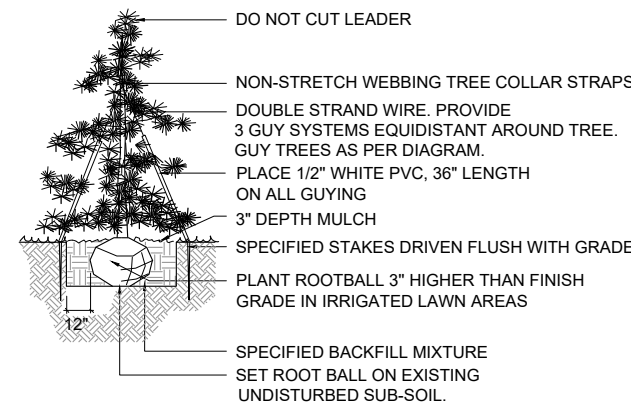 DO NOT CUT LEADER
NON-STRETCH WEBBING TREE COLLAR STRAPS
DOUBLE STRAND WIRE. PROVIDE
3 GUY SYSTEMS EQUIDISTANT AROUND TREE.
GUY TREES AS PER DIAGRAM.
PLACE 1/2" WHITE PVC, 36" LENGTH
ON ALL GUYING
3" DEPTH MULCH
SPECIFIED STAKES DRIVEN FLUSH WITH GRADE
PLANT ROOTBALL 3" HIGHER THAN FINISH
GRADE IN IRRIGATED LAWN AREAS
12"
SPECIFIED BACKFILL MIXTURE
SET ROOT BALL ON EXISTING
UNDISTURBED SUB-SOIL.